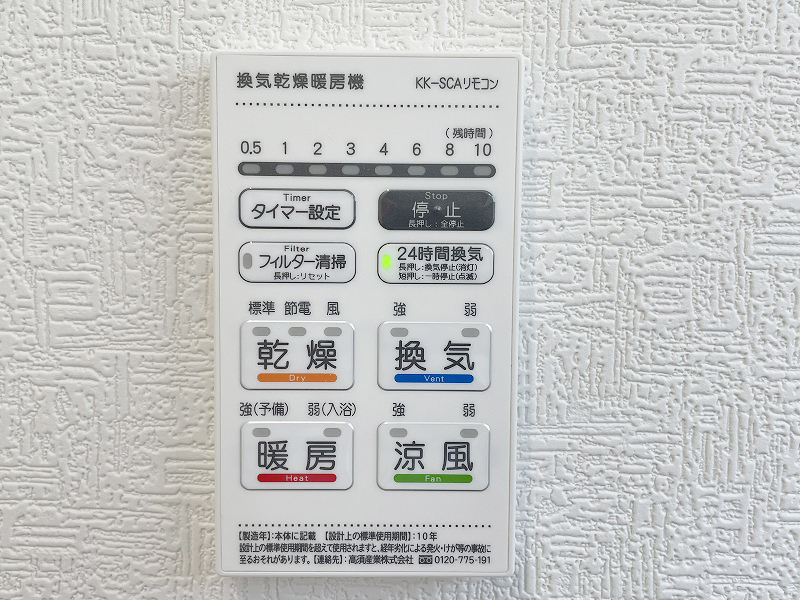 換気乾燥暖房機 KK-SCAリモコン
(残時間)
0.5 1 2 3 4 6 8 10
Timer
タイマー設定
Stop
停止
長押し:全停止
Filter
フィルター清掃
長押し:リセット
24時間換気
長押し:換気停止(消灯)
短押し:一時停止(点滅)
標準 節電 風
乾燥
Dry
強 弱
換気
Vent
強(予備) 弱(入浴)
暖房
Heat
強 弱
涼風
Fan
【製造年】:本体に記載 【設計上の標準使用期間】:10年
設計上の標準使用期間を超えて使用されますと、経年劣化による発火・けが等の事故に
至るおそれがあります。【連絡先】:高須産業株式会社 0120-775-191